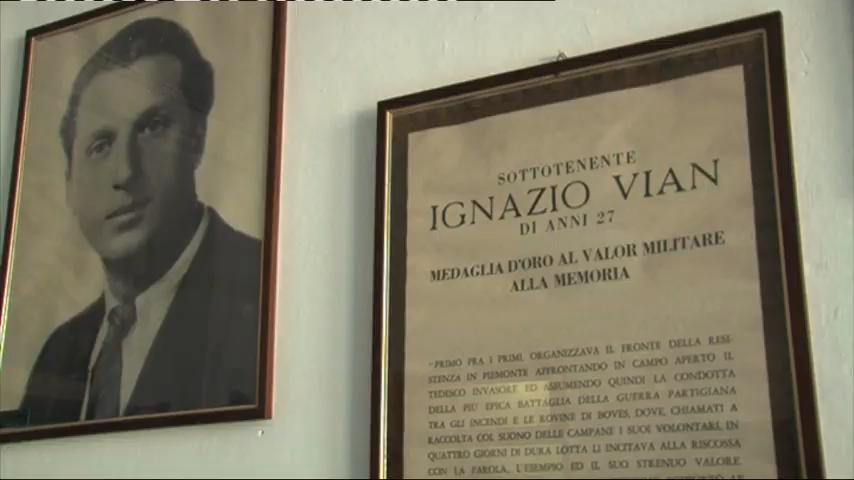 SOTTOTENENTE
IGNAZIO VIAN
DI ANNI 27
MEDAGLIA D'ORO AL VALOR MILITARE
ALLA MEMORIA
"PRIMO FRA I PRIMI, ORGANIZZAVA IL FRONTE DELLA RESI-
STENZA IN PIEMONTE AFFRONTANDO IN CAMPO APERTO IL
TEDESCO INVASORE ED ASSUMENDO QUINDI LA CONDOTTA
DELLA PIÙ EPICA BATTAGLIA DELLA GUERRA PARTIGIANA
TRA GLI INCENDI E LE ROVINE DI BOVES, DOVE, CHIAMATI A
RACCOLTA COL SUONO DELLE CAMPANE I SUOI VOLONTARI, IN
QUATTRO GIORNI DI DURA LOTTA LI INCITAVA ALLA RISCOSSA
CON LA PAROLA, L'ESEMPIO ED IL SUO STRENUO VALORE.